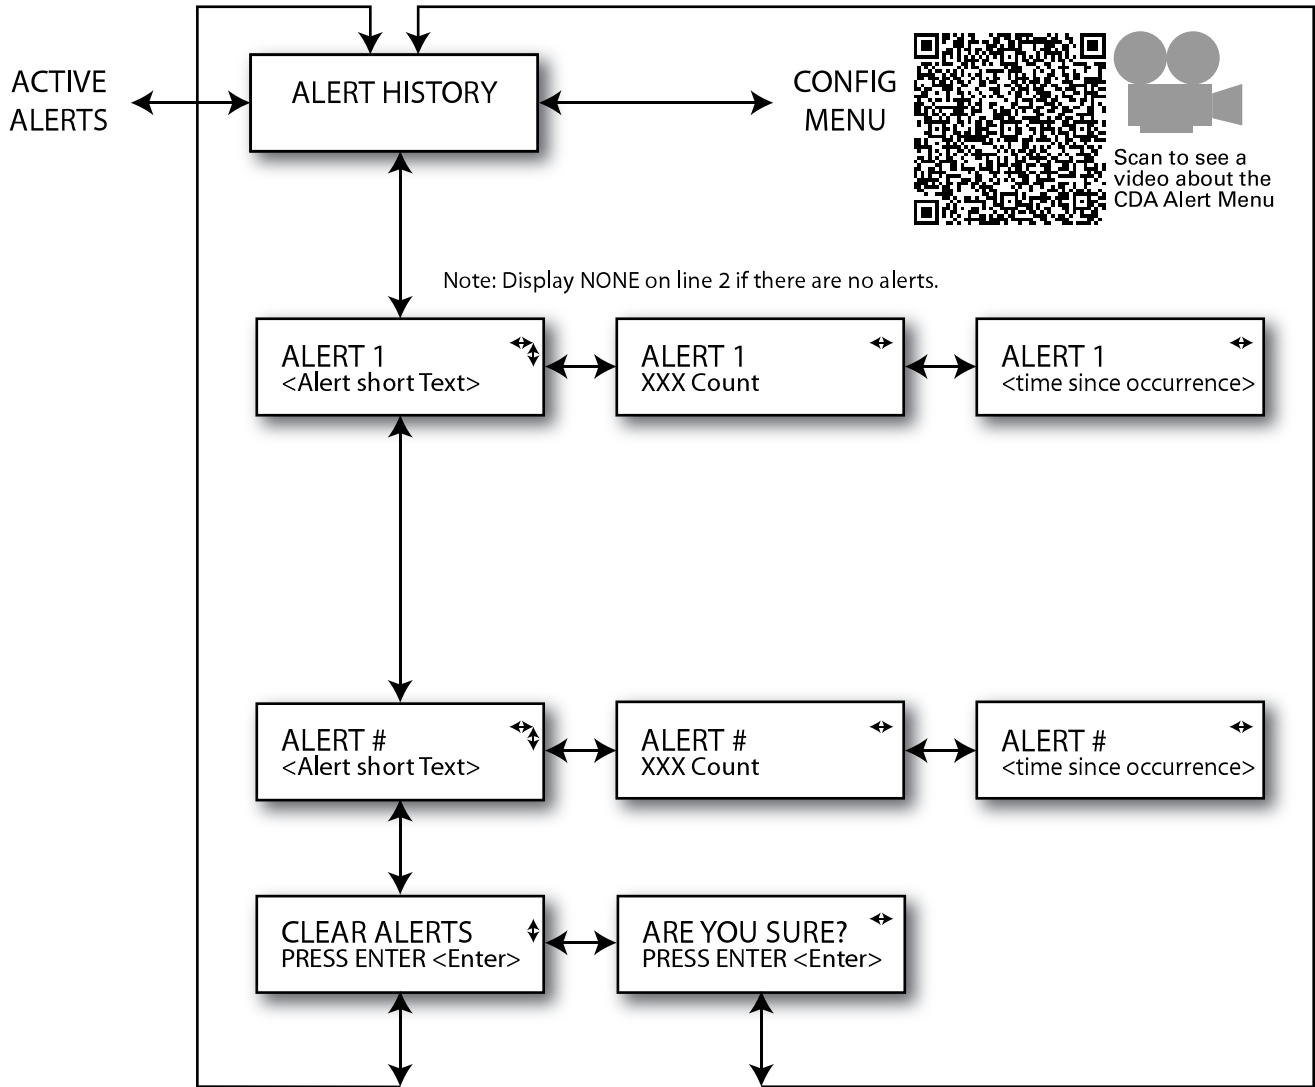 ACTIVE
ALERTS
ALERT HISTORY
CONFIG
MENU
Scan to see a
video about the
CDA Alert Menu
Note: Display NONE on line 2 if there are no alerts.
ALERT 1
<Alert short Text>
ALERT 1
XXX Count
ALERT 1
<time since occurrence>
ALERT #
<Alert short Text>
ALERT #
XXX Count
ALERT #
<time since occurrence>
CLEAR ALERTS
PRESS ENTER <Enter>
ARE YOU SURE?
PRESS ENTER <Enter>